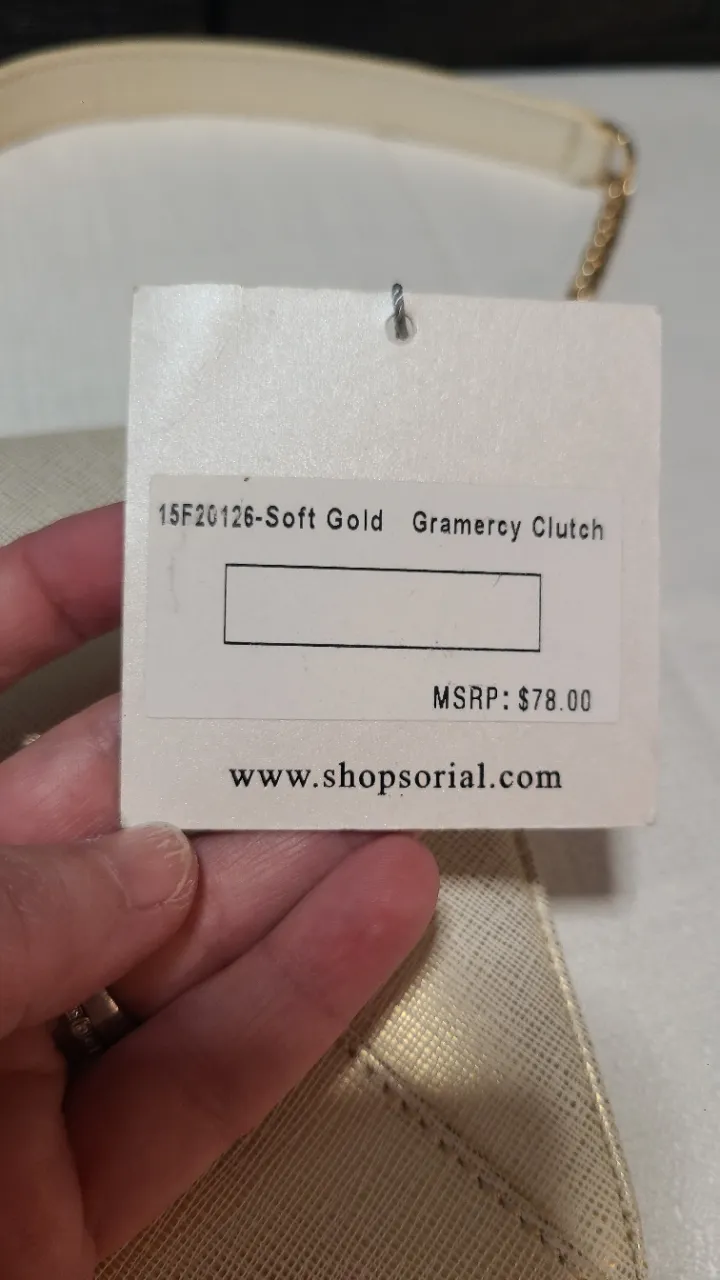 15F20126-Soft Gold Gramercy Clutch
MSRP: $78.00
www.shopsorial.com